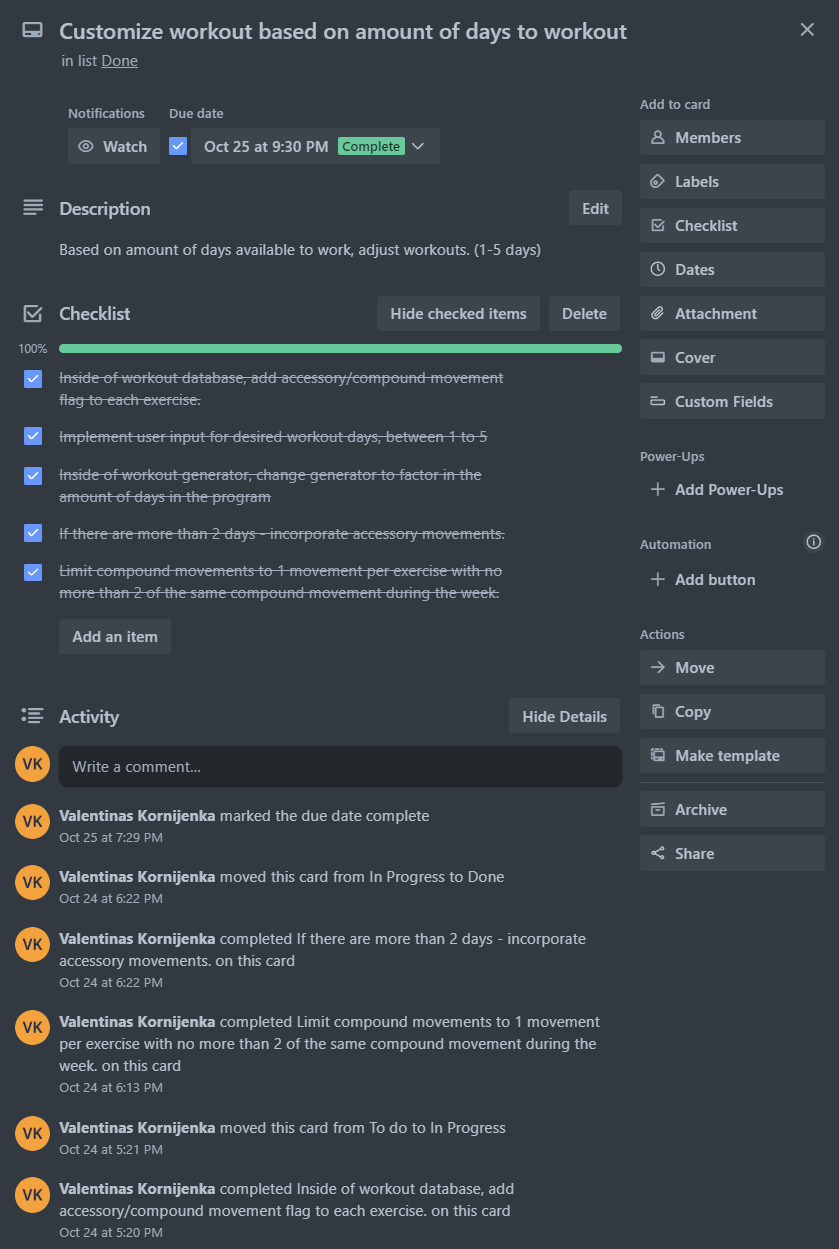 Customize workout based on amount of days to workout
in list Done
Notifications
Due date
Watch
Oct 25 at 9:30 PM Complete
Description
Edit
Based on amount of days available to work, adjust workouts. (1-5 days)
Checklist
Hide checked items
Delete
100%
Inside of workout database, add accessory/compound movement
flag to each exercise.
Implement user input for desired workout days, between 1 to 5
Inside of workout generator, change generator to factor in the
amount of days in the program
If there are more than 2 days - incorporate accessory movements.
Limit compound movements to 1 movement per exercise with no
more than 2 of the same compound movement during the week.
Add an item
Activity
Hide Details
VK
Write a comment...
VK
Valentinas Kornijenka marked the due date complete
Oct 25 at 7:29 PM
VK
Valentinas Kornijenka moved this card from In Progress to Done
Oct 24 at 6:22 PM
VK
Valentinas Kornijenka completed If there are more than 2 days - incorporate
accessory movements. on this card
Oct 24 at 6:22 PM
VK
Valentinas Kornijenka completed Limit compound movements to 1 movement
per exercise with no more than 2 of the same compound movement during the
week. on this card
Oct 24 at 6:13 PM
VK
Valentinas Kornijenka moved this card from To do to In Progress
Oct 24 at 5:21 PM
VK
Valentinas Kornijenka completed Inside of workout database, add
accessory/compound movement flag to each exercise. on this card
Oct 24 at 5:20 PM
Add to card
Members
Labels
Checklist
Dates
Attachment
Cover
Custom Fields
Power-Ups
Add Power-Ups
Automation
Add button
Actions
Move
Copy
Make template
Archive
Share